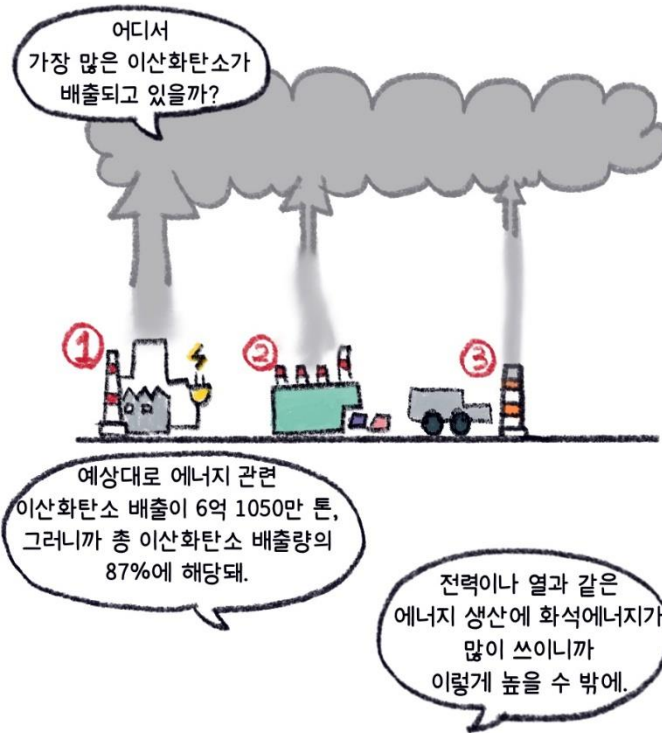 어디서
가장 많은 이산화탄소가
배출되고 있을까?
1
2
3
예상대로 에너지 관련
이산화탄소 배출이 6억 1050만 톤,
그러니까 총 이산화탄소 배출량의
87%에 해당돼.
전력이나 열과 같은
에너지 생산에 화석에너지가
많이 쓰이니까
이렇게 높을 수 밖에.